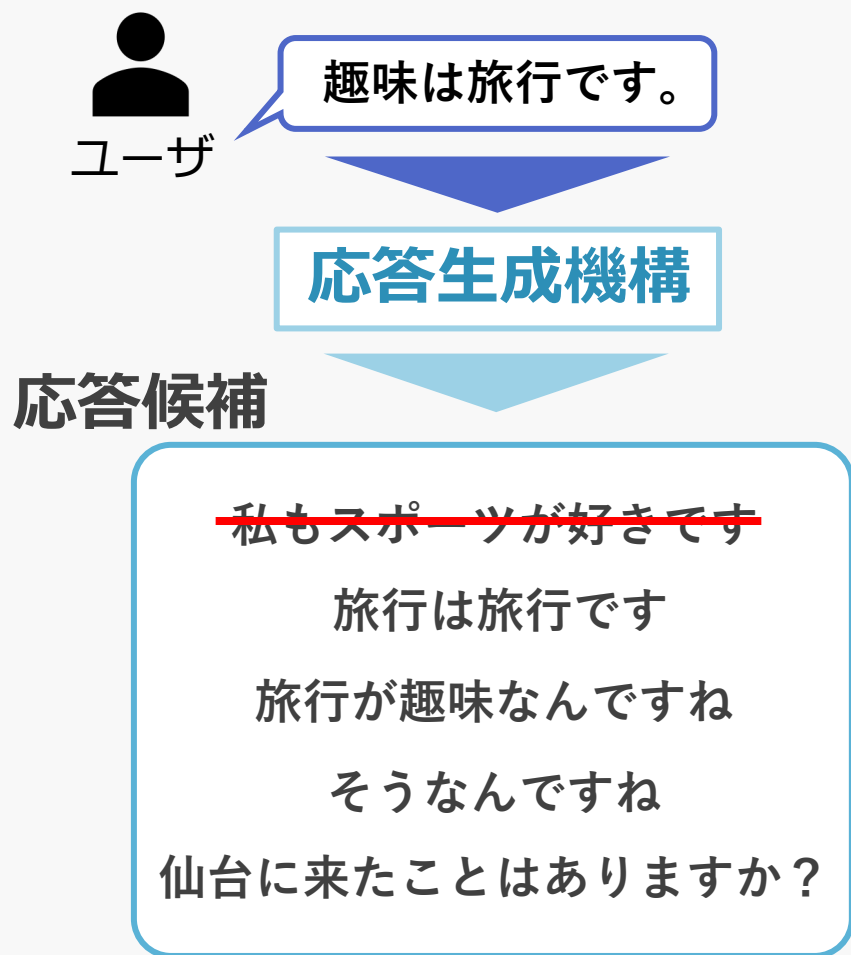 趣味は旅行です。
ユーザ
応答生成機構
応答候補
私もスポーツが好きです
旅行は旅行です
旅行が趣味なんですね
そうなんですね
仙台に来たことはありますか？